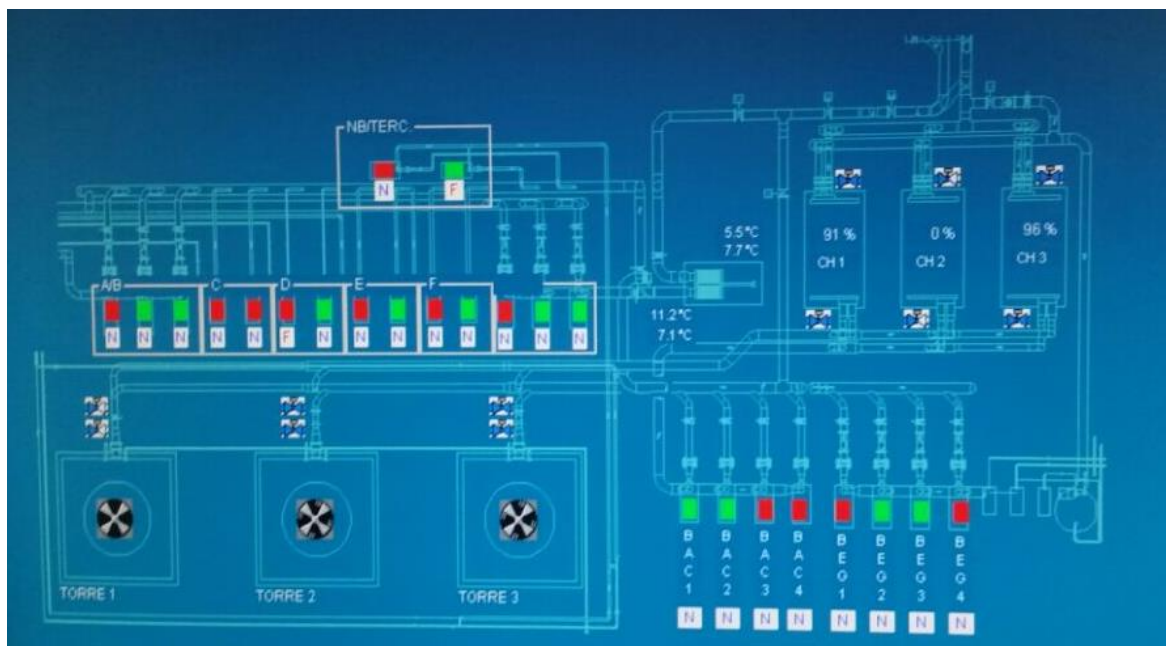 NB/TERC.
N F
5.5 °C
7.7 °C
91 %
0 %
96 %
CH 1
CH 2
CH 3
A/B C D E F
11.2 °C
7.1 °C
N N N N N F N N N N N N N N
TORRE 1
TORRE 2
TORRE 3
BAC1
BAC2
BAC3
BAC4
BEG1
BEG2
BEG3
BEG4
N N N N N N N N